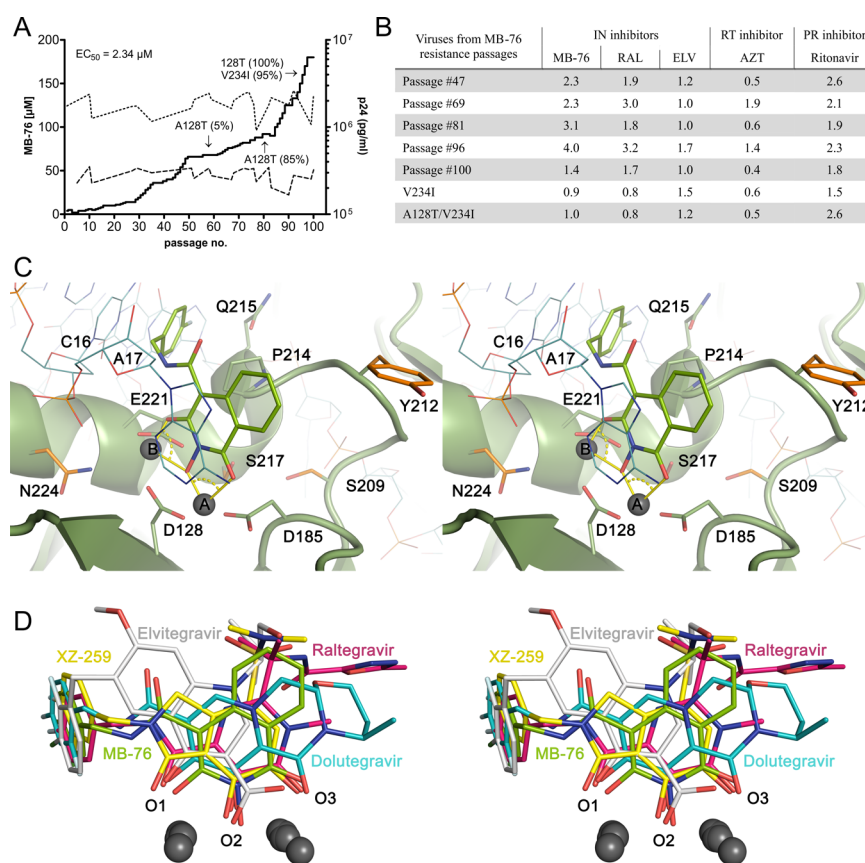 A
EC50 = 2.34 µM
128T (100%)
V234I (95%)
A128T (5%)
A128T (85%)
MB-76 [µM]
200
150
100
50
0
0 10 20 30 40 50 60 70 80 90 100
passage no.
10^7
10^6
10^5
p24 (pg/ml)
B
Viruses from MB-76 resistance passages IN inhibitors RT inhibitor PR inhibitor
MB-76 RAL ELV AZT Ritonavir
Passage #47 2.3 1.9 1.2 0.5 2.6
Passage #69 2.3 3.0 1.0 1.9 2.1
Passage #81 3.1 1.8 1.0 0.6 1.9
Passage #96 4.0 3.2 1.7 1.4 2.3
Passage #100 1.4 1.7 1.0 0.4 1.8
V234I 0.9 0.8 1.5 0.6 1.5
A128T/V234I 1.0 0.8 1.2 0.5 2.6
C
C16
A17
Q215
P214
E221
Y212
B
S217
N224
A
S209
D128
D185
C16
A17
Q215
P214
E221
Y212
B
S217
N224
A
S209
D128
D185
D
Elvitegravir
XZ-259
Raltegravir
MB-76
Dolutegravir
O1
O3
O2
Elvitegravir
XZ-259
Raltegravir
MB-76
Dolutegravir
O1
O3
O2